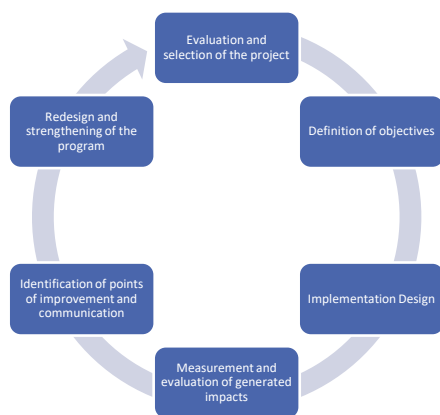 Evaluation and
selection of the project
Definition of objectives
Implementation Design
Measurement and
evaluation of generated
impacts
Identification of points
of improvement and
communication
Redesign and
strengthening of the
program